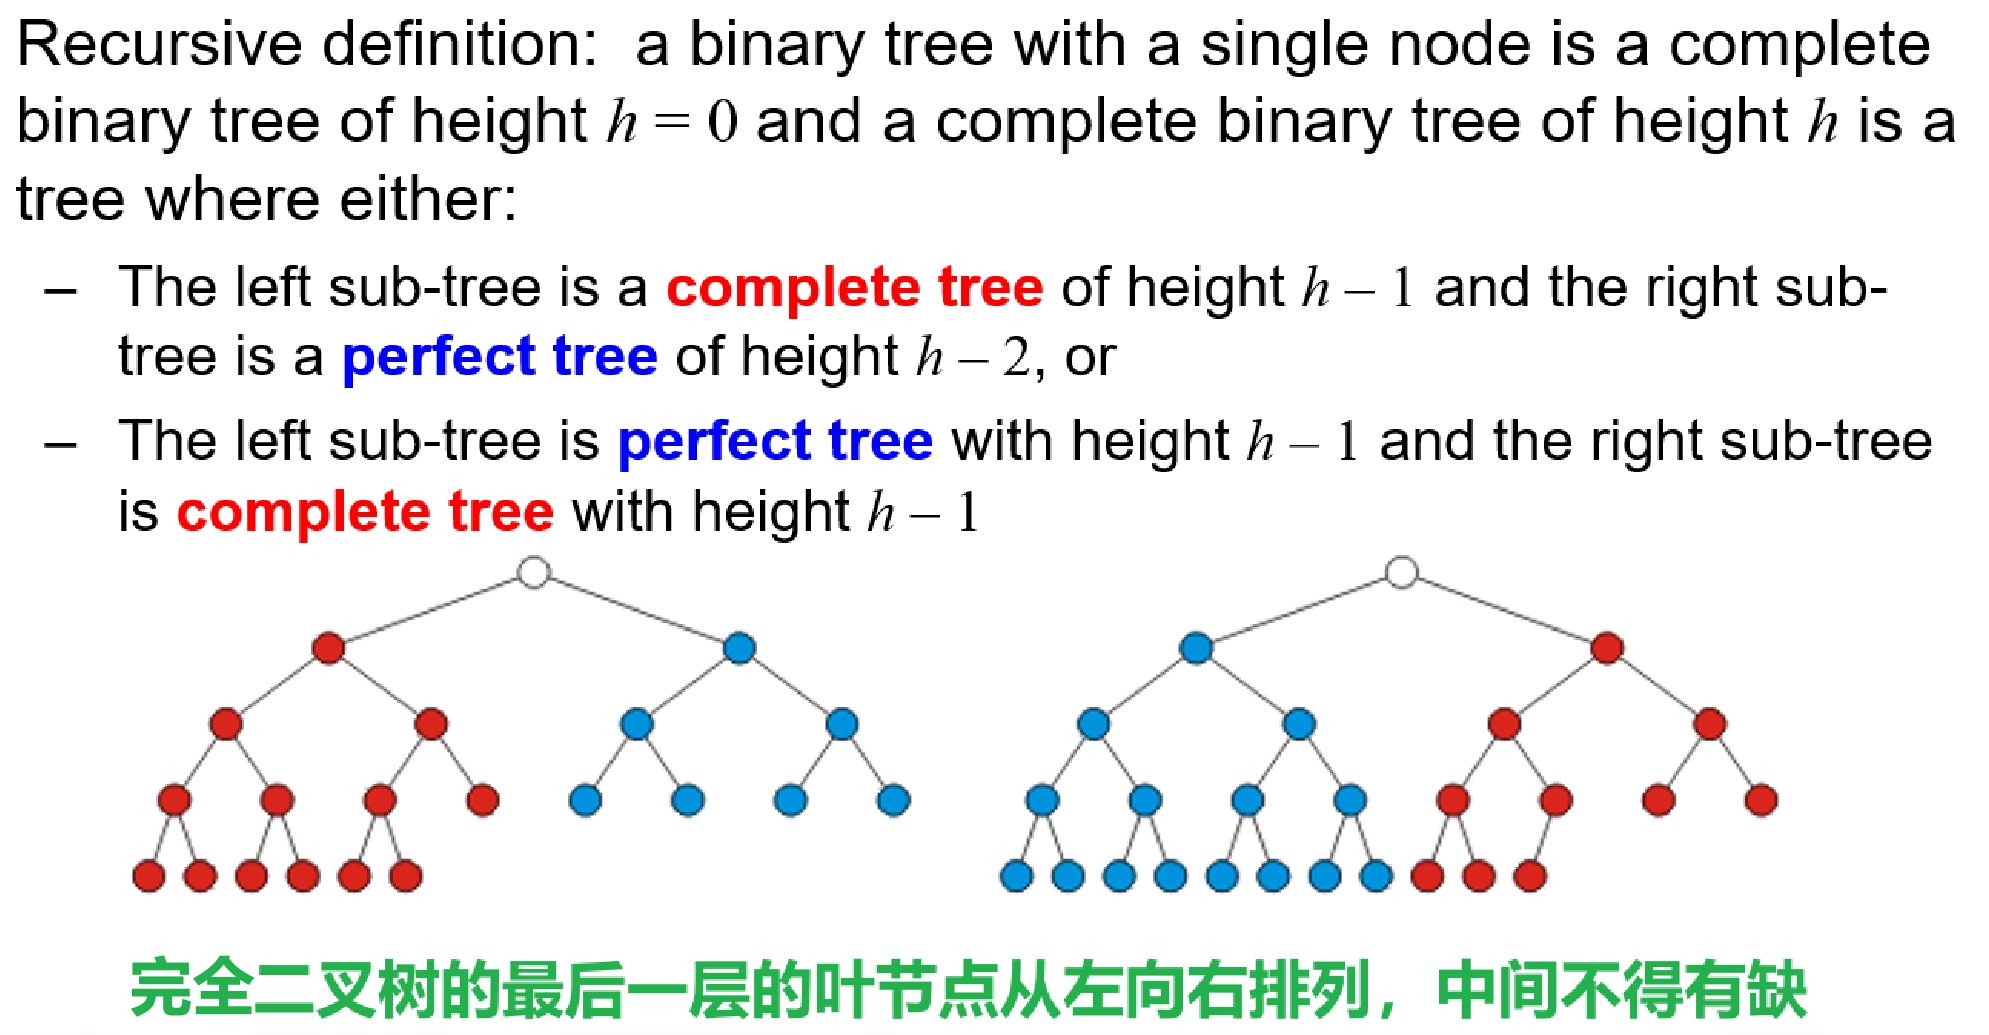 Recursive definition:  a binary tree with a single node is a complete
binary tree of height h = 0 and a complete binary tree of height h is a
tree where either:
– The left sub-tree is a complete tree of height h – 1 and the right sub-
tree is a perfect tree of height h – 2, or
– The left sub-tree is perfect tree with height h – 1 and the right sub-tree
is complete tree with height h – 1
完全二叉树的最后一层的叶节点从左向右排列，中间不得有缺